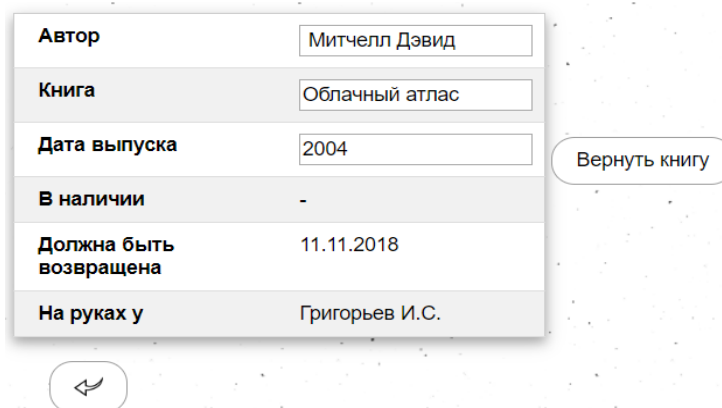 Автор Митчелл Дэвид
Книга Облачный атлас
Дата выпуска 2004
Вернуть книгу
В наличии -
Должна быть 11.11.2018
возвращена
На руках у Григорьев И.С.